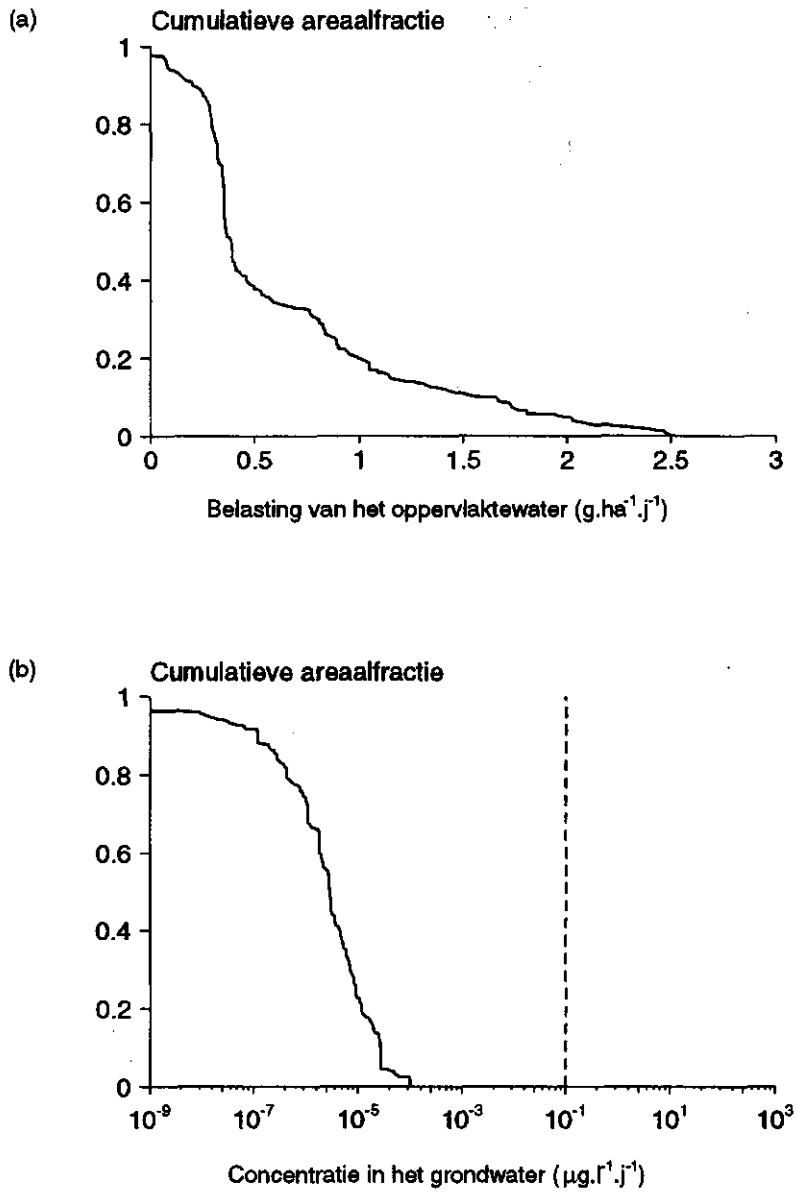 (a)
Cumulatieve areaalfractie
1
0.8
0.6
0.4
0.2
0
0 0.5 1 1.5 2 2.5 3
Belasting van het oppervlaktewater (g.ha⁻¹.j⁻¹)
(b)
Cumulatieve areaalfractie
1
0.8
0.6
0.4
0.2
0
10⁻⁹ 10⁻⁷ 10⁻⁵ 10⁻³ 10⁻¹ 10¹ 10³
Concentratie in het grondwater (µg.l⁻¹.j⁻¹)